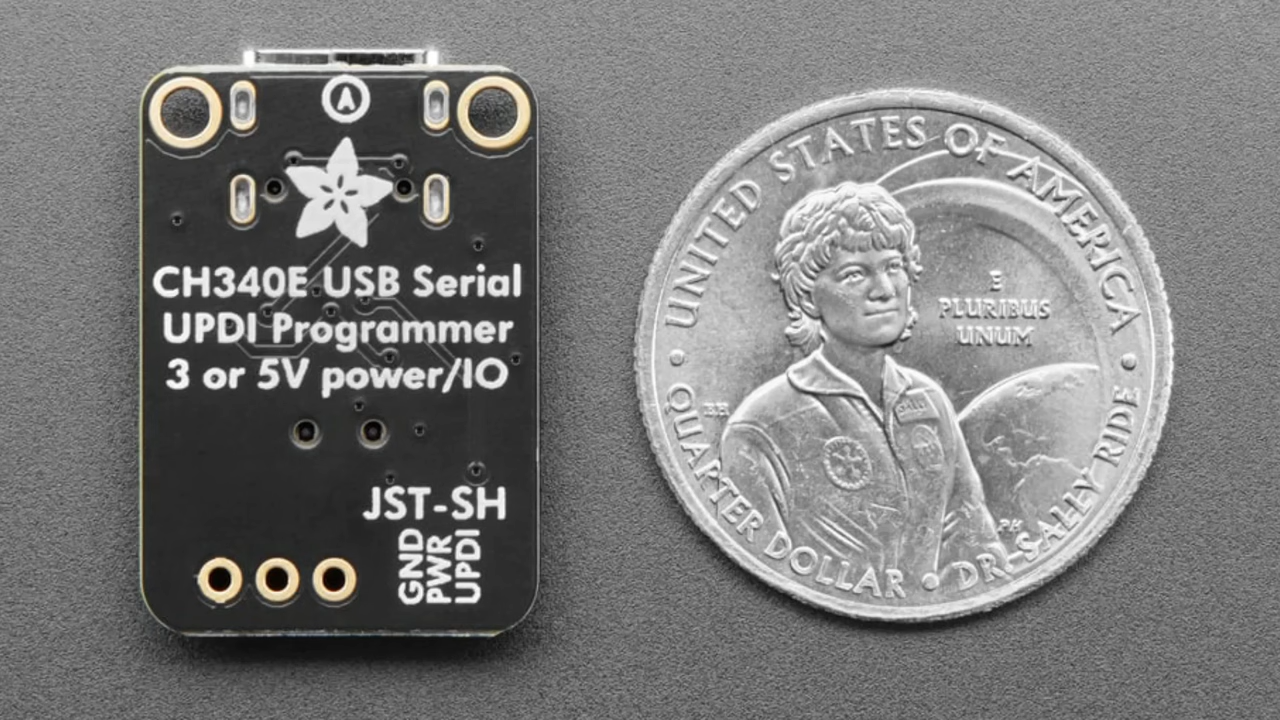 A
CH340E USB Serial
UPDI Programmer
3 or 5V power/IO
JST-SH
GND
PWR
UPDI
UNITED STATES OF AMERICA
E
PLURIBUS
UNUM
QUARTER DOLLAR • DR. SALLY RIDE
PH